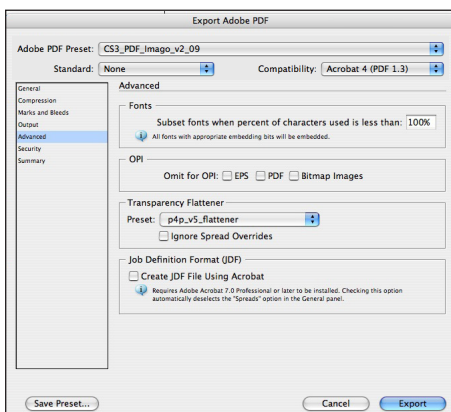 Export Adobe PDF
Adobe PDF Preset: CS3_PDF_Imago_v2_09
Standard: None Compatibility: Acrobat 4 (PDF 1.3)
General
Compression
Marks and Bleeds
Output
Advanced
Security
Summary
Advanced
Fonts
Subset fonts when percent of characters used is less than: 100%
All fonts with appropriate embedding bits will be embedded.
OPI
Omit for OPI: EPS PDF Bitmap Images
Transparency Flattener
Preset: p4p_v5_flattener
Ignore Spread Overrides
Job Definition Format (JDF)
Create JDF File Using Acrobat
Requires Adobe Acrobat 7.0 Professional or later to be installed. Checking this option
automatically deselects the "Spreads" option in the General panel.
Save Preset... Cancel Export